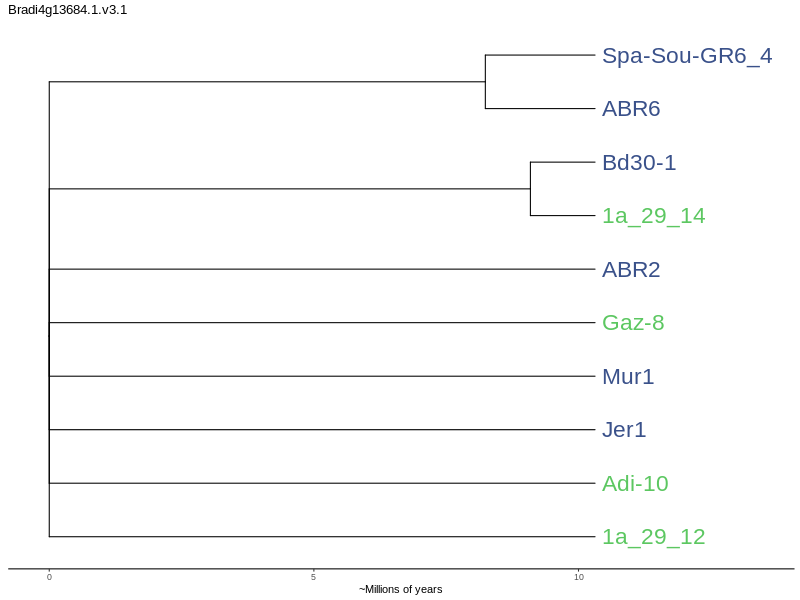 Bradi4g13684.1.v3.1
Spa-Sou-GR6_4
ABR6
Bd30-1
1a_29_14
ABR2
Gaz-8
Mur1
Jer1
Adi-10
1a_29_12
0 5 10
~Millions of years